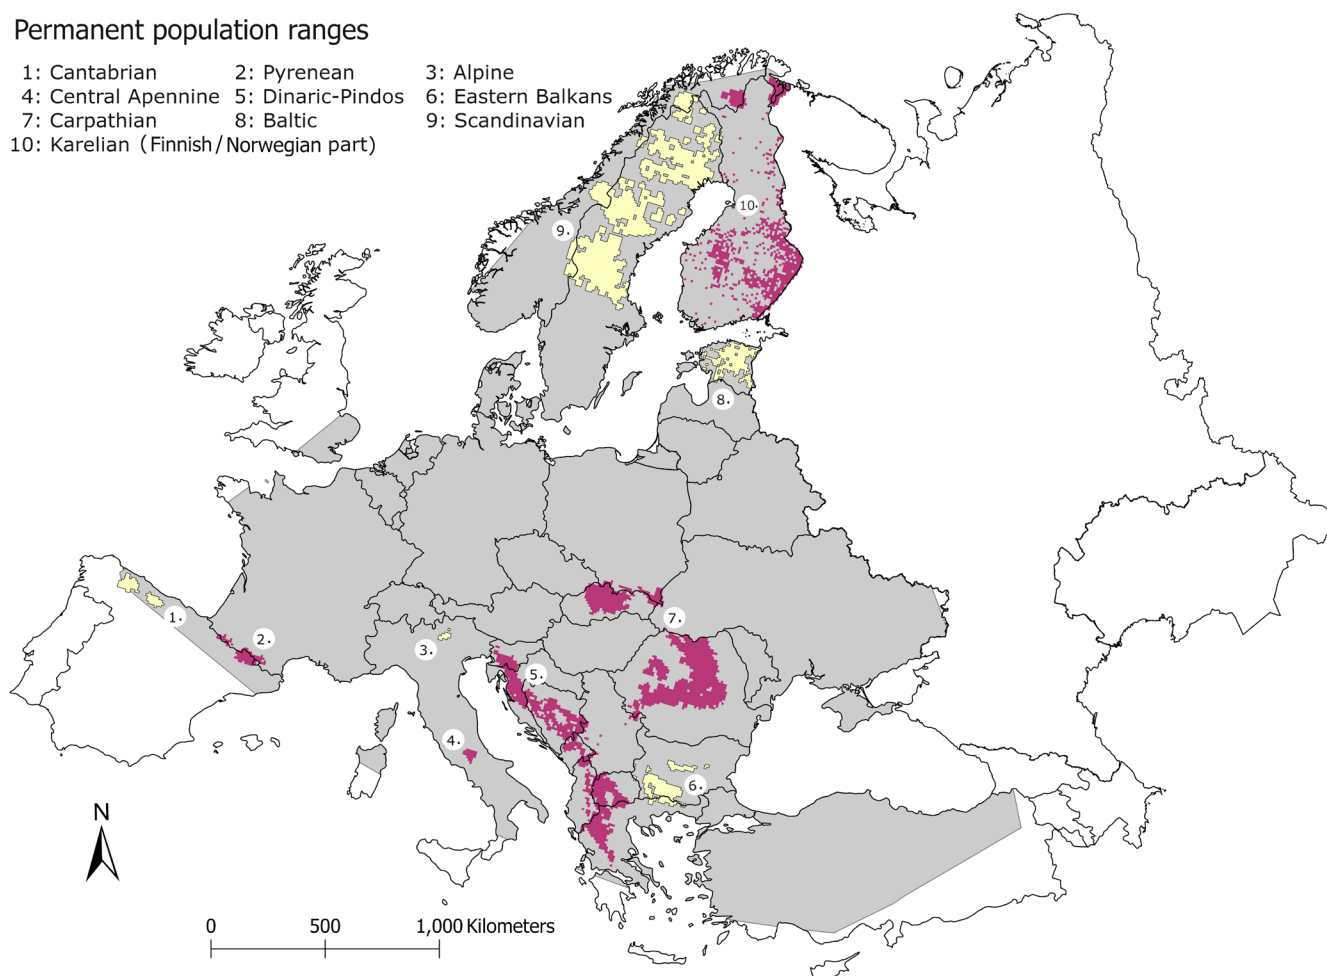 Permanent population ranges
1: Cantabrian 2: Pyrenean 3: Alpine
4: Central Apennine 5: Dinaric-Pindos 6: Eastern Balkans
7: Carpathian 8: Baltic 9: Scandinavian
10: Karelian (Finnish/Norwegian part)
10.
9.
8.
1.
2.
7.
3.
5.
4.
6.
N
0 500 1,000 Kilometers